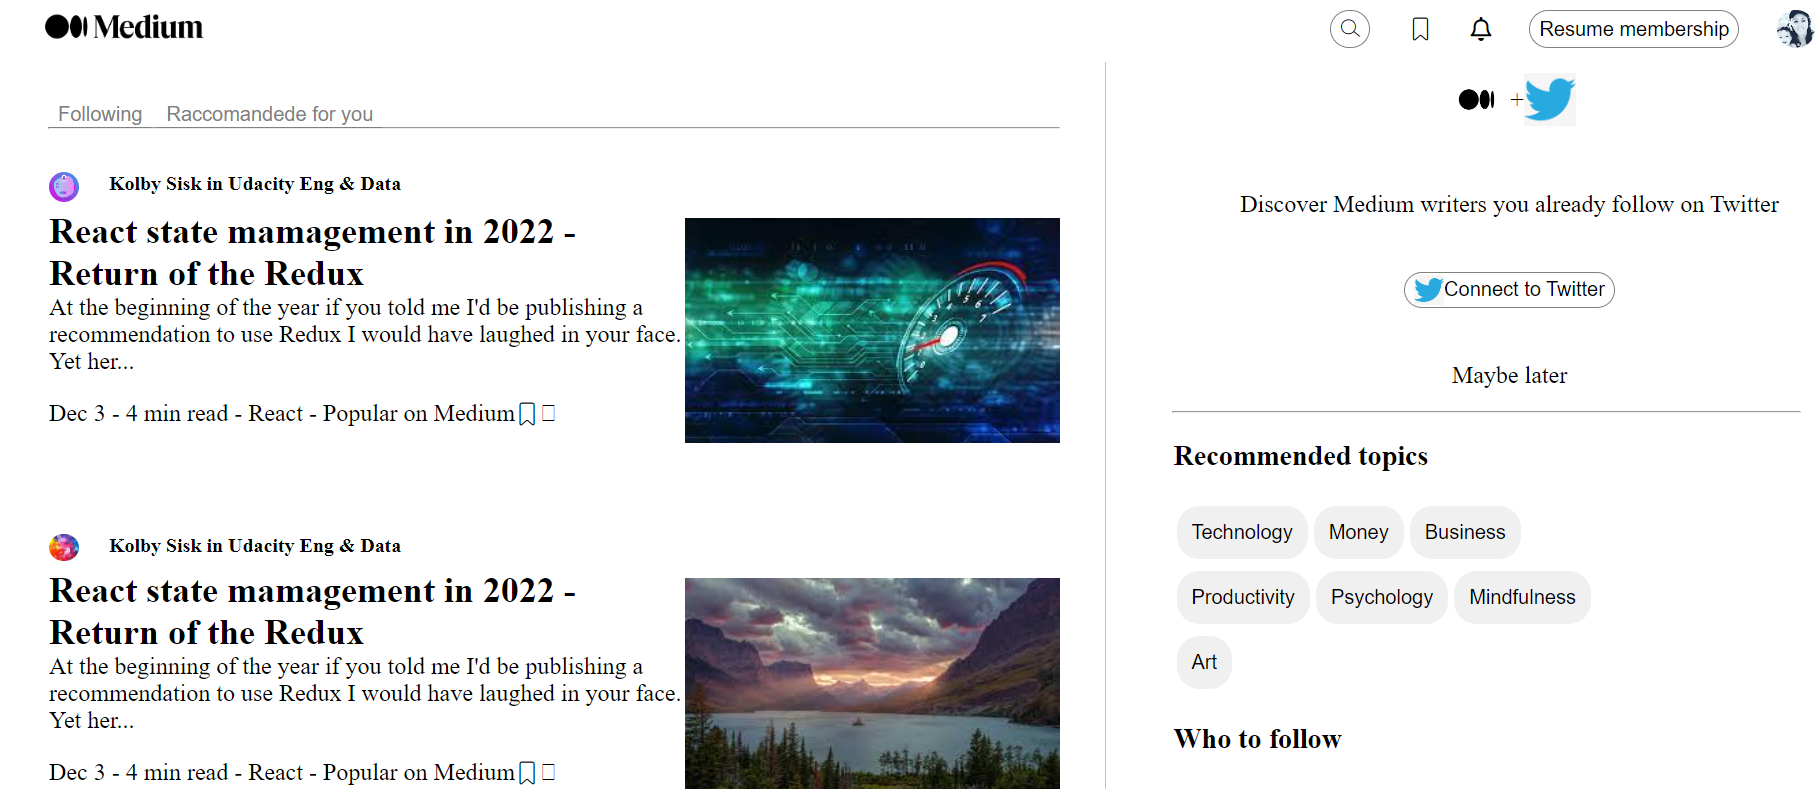 Medium
Resume membership
Following
Raccomandede for you
Kolby Sisk in Udacity Eng & Data
React state mamagement in 2022 -
Return of the Redux
At the beginning of the year if you told me I'd be publishing a
recommendation to use Redux I would have laughed in your face.
Yet her...
Dec 3 - 4 min read - React - Popular on Medium
Kolby Sisk in Udacity Eng & Data
React state mamagement in 2022 -
Return of the Redux
At the beginning of the year if you told me I'd be publishing a
recommendation to use Redux I would have laughed in your face.
Yet her...
Dec 3 - 4 min read - React - Popular on Medium
+
Discover Medium writers you already follow on Twitter
Connect to Twitter
Maybe later
Recommended topics
Technology Money Business
Productivity Psychology Mindfulness
Art
Who to follow